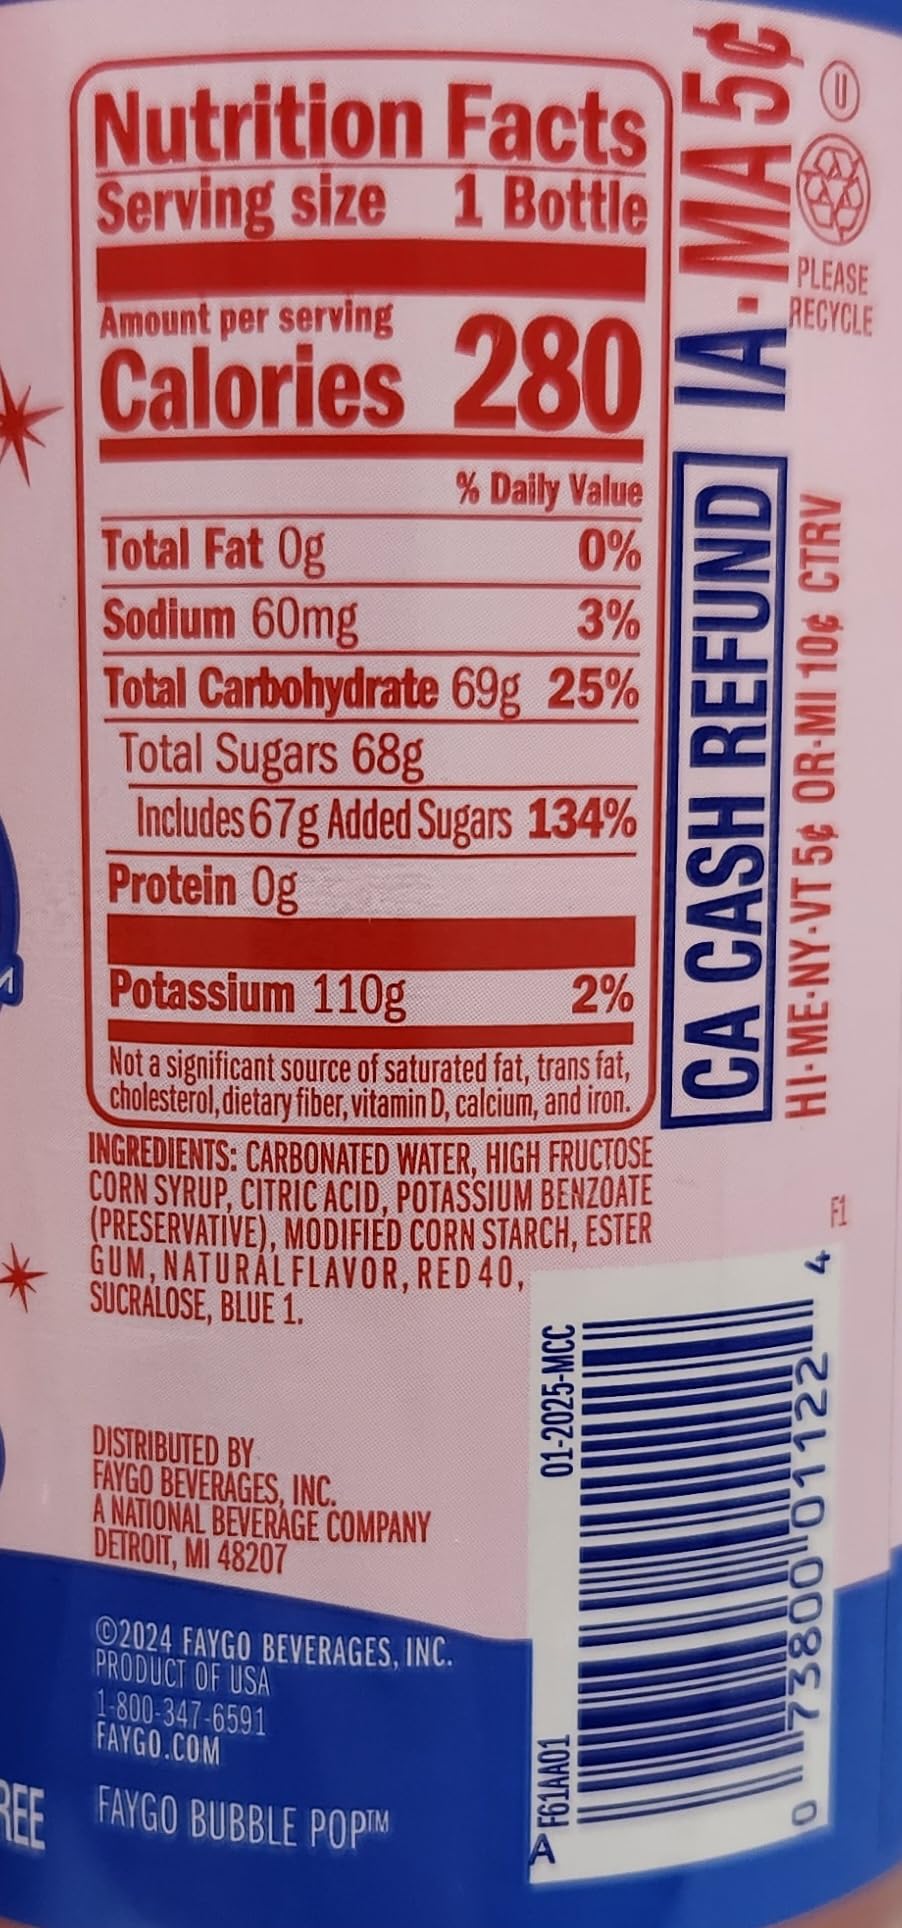 Nutrition Facts
Serving size 1 Bottle
Amount per serving
Calories 280
% Daily Value
Total Fat 0g 0%
Sodium 60mg 3%
Total Carbohydrate 69g 25%
Total Sugars 68g
Includes 67g Added Sugars 134%
Protein 0g
Potassium 110g 2%
Not a significant source of saturated fat, trans fat,
cholesterol, dietary fiber, vitamin D, calcium, and iron.
INGREDIENTS: CARBONATED WATER, HIGH FRUCTOSE
CORN SYRUP, CITRIC ACID, POTASSIUM BENZOATE
(PRESERVATIVE), MODIFIED CORN STARCH, ESTER
GUM, NATURAL FLAVOR, RED 40,
SUCRALOSE, BLUE 1.
DISTRIBUTED BY
FAYGO BEVERAGES, INC.
A NATIONAL BEVERAGE COMPANY
DETROIT, MI 48207
©2024 FAYGO BEVERAGES, INC.
PRODUCT OF USA
1-800-347-6591
FAYGO.COM
FAYGO BUBBLE POP™
CA CASH REFUND IA-MA 5¢
HI-ME-NY-VT 5¢ OR-MI 10¢ CTRV
U
PLEASE
RECYCLE
F1
A F61AA01 01-2025-MCC
0 73800 01122 4
REE